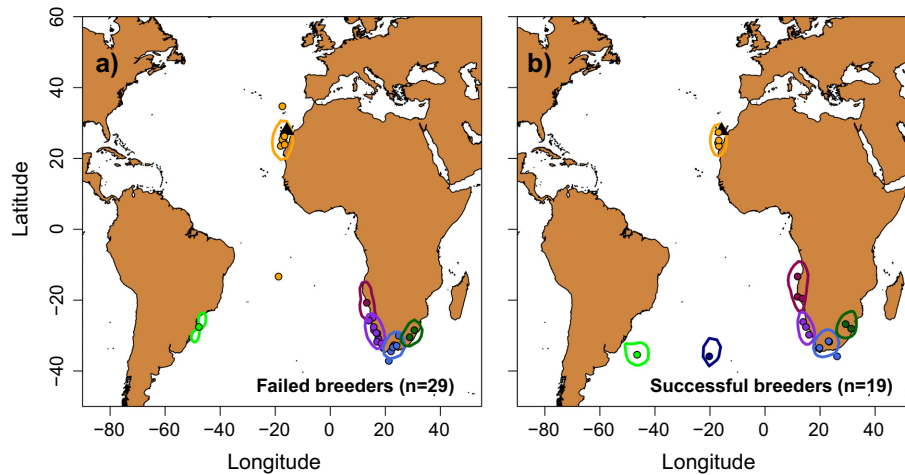 a)
b)
60
40
20
0
−20
−40
Latitude
Failed breeders (n=29)
Successful breeders (n=19)
−80 −60 −40 −20 0 20 40
−80 −60 −40 −20 0 20 40
Longitude
Longitude